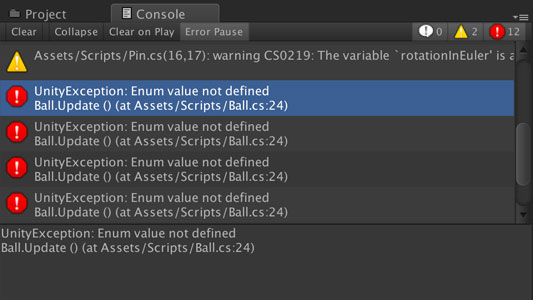 Project
Console
Clear Collapse Clear on Play Error Pause 0 2 12
Assets/Scripts/Pin.cs(16,17): warning CS0219: The variable `rotationInEuler' is
UnityException: Enum value not defined
Ball.Update () (at Assets/Scripts/Ball.cs:24)
UnityException: Enum value not defined
Ball.Update () (at Assets/Scripts/Ball.cs:24)
UnityException: Enum value not defined
Ball.Update () (at Assets/Scripts/Ball.cs:24)
UnityException: Enum value not defined
Ball.Update () (at Assets/Scripts/Ball.cs:24)
UnityException: Enum value not defined
Ball.Update () (at Assets/Scripts/Ball.cs:24)